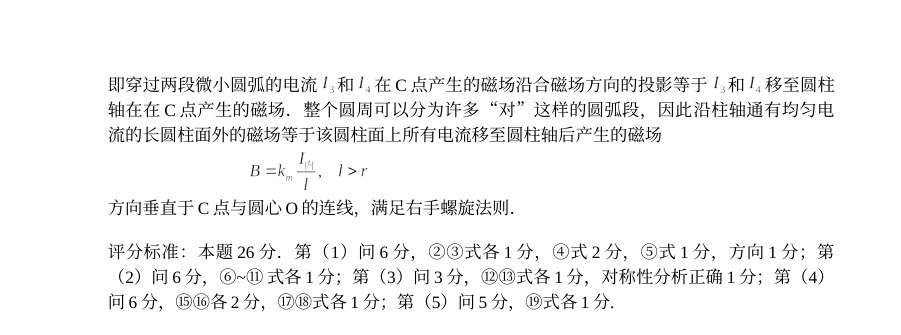 即穿过两段微小圆弧的电流 I3 和 I4 在 C 点产生的磁场沿合磁场方向的投影等于 I3 和 I4 移至圆柱
轴在在 C 点产生的磁场．整个圆周可以分为许多“对”这样的圆弧段，因此沿柱轴通有均匀电
流的长圆柱面外的磁场等于该圆柱面上所有电流移至圆柱轴后产生的磁场
B = km I内 / l , l > r
方向垂直于 C 点与圆心 O 的连线，满足右手螺旋法则．
评分标准：本题 26 分．第（1）问 6 分，②③式各 1 分，④式 2 分，⑤式 1 分，方向 1 分；第
（2）问 6 分，⑥~⑪ 式各 1 分；第（3）问 3 分，⑫⑬式各 1 分，对称性分析正确 1 分；第（4）
问 6 分，⑮⑯各 2 分，⑰⑱式各 1 分；第（5）问 5 分，⑲式各 1 分.